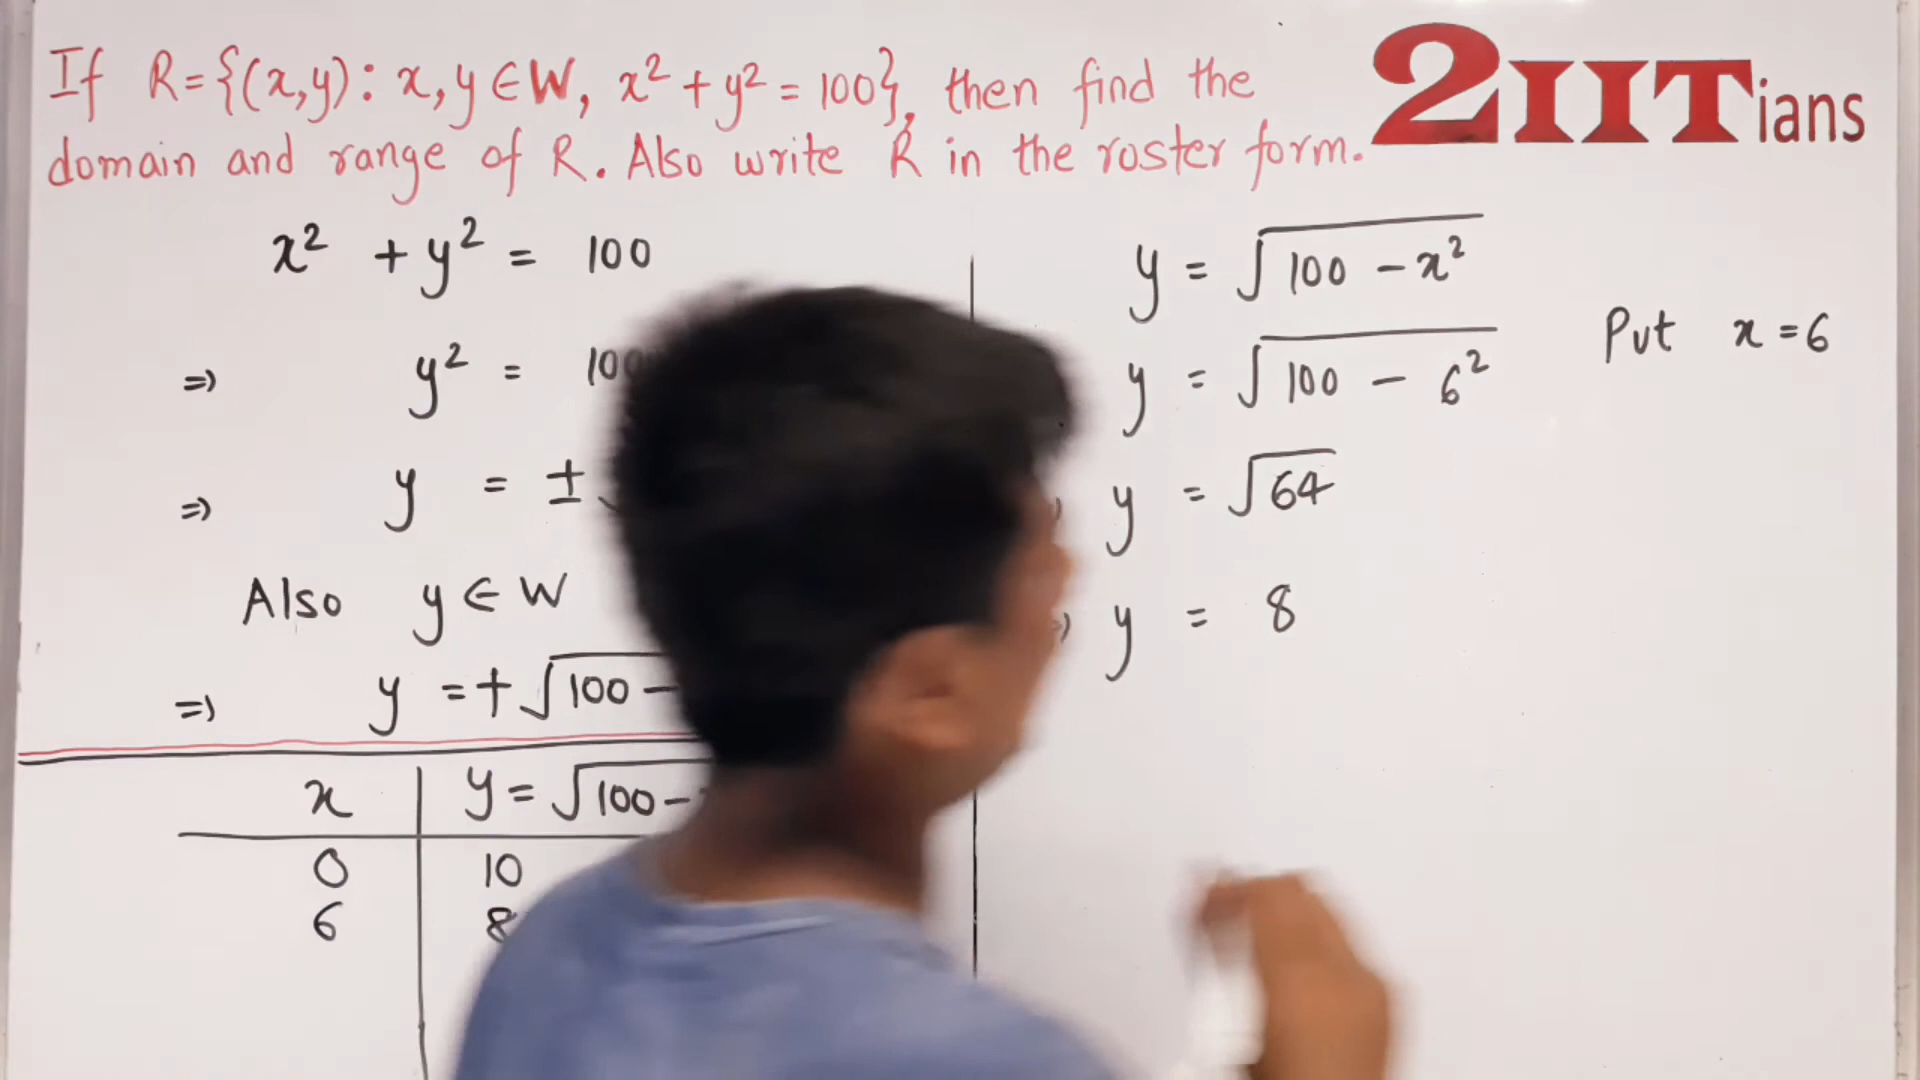 If R={(x,y): x,y ∈ W, x² + y² = 100}, then find the
domain and range of R. Also write R in the roster form.
2IITians
x² + y² = 100
⇒ y² = 100
⇒ y = ±
Also y ∈ W
⇒ y = +√100 -
x y = √100 -
0 10
6 8
y = √100 - x²
Put x = 6
y = √100 - 6²
y = √64
y = 8